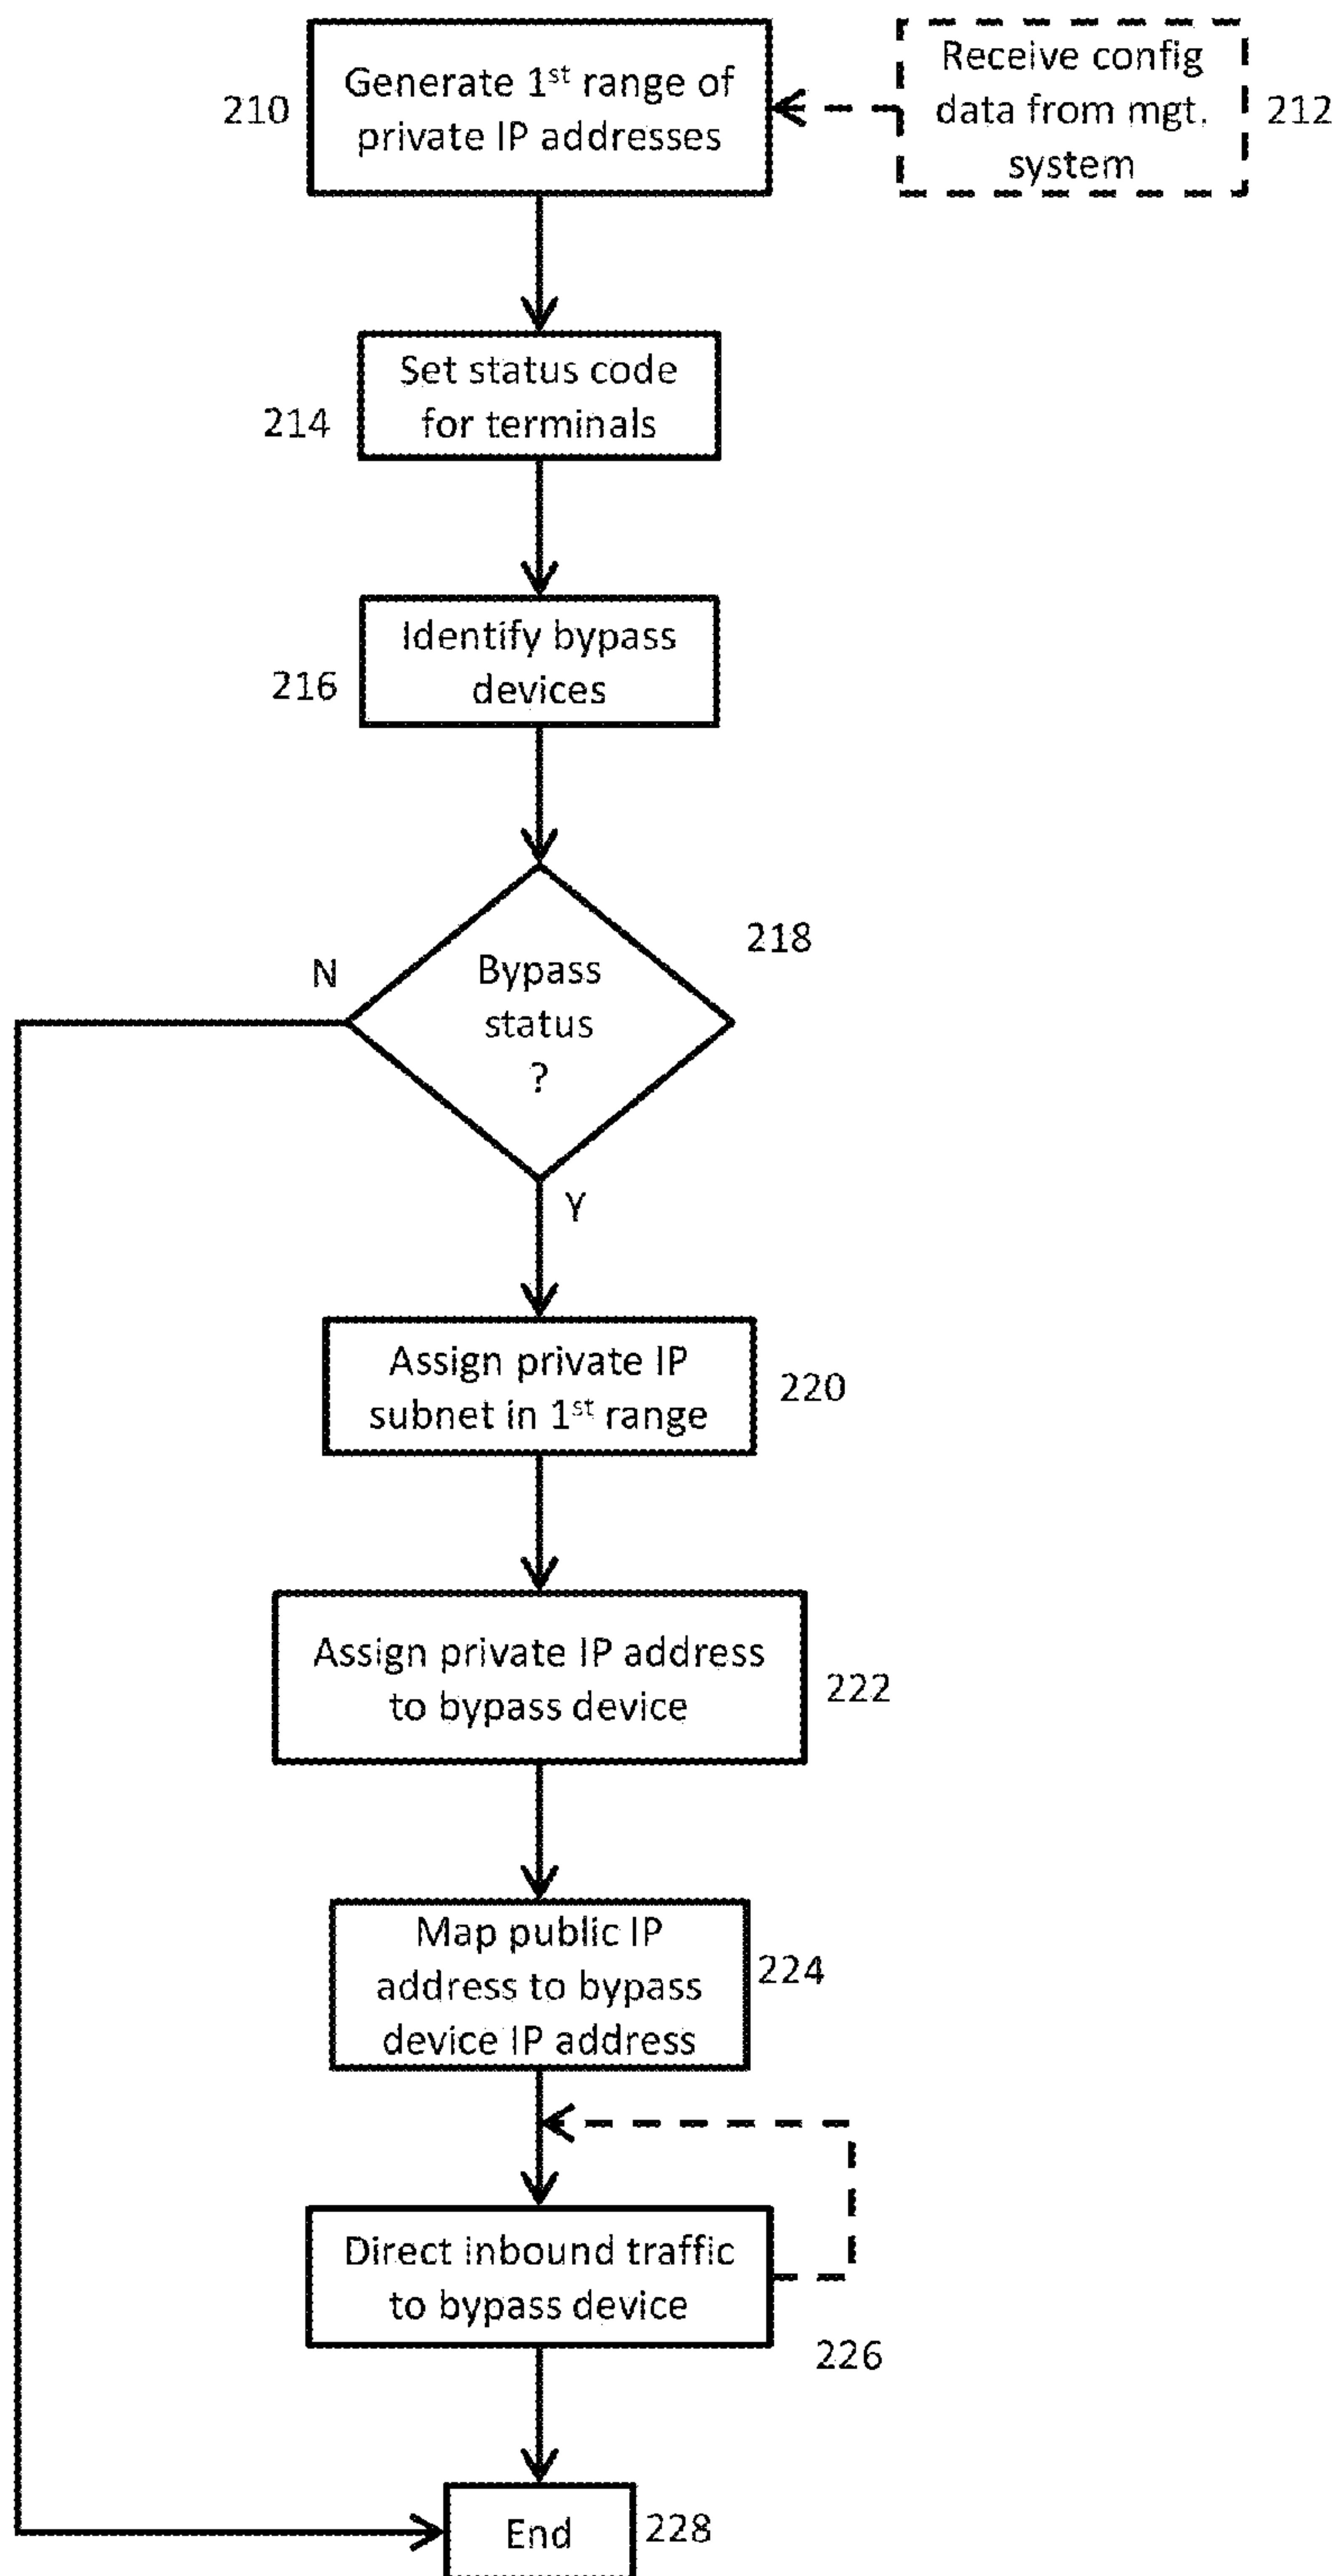 Generate 1st range of
private IP addresses
210
Receive config
data from mgt.
system
212
Set status code
for terminals
214
Identify bypass
devices
216
Bypass
status
?
218
N
Y
Assign private IP
subnet in 1st range
220
Assign private IP address
to bypass device
222
Map public IP
address to bypass
device IP address
224
Direct inbound traffic
to bypass device
226
End
228